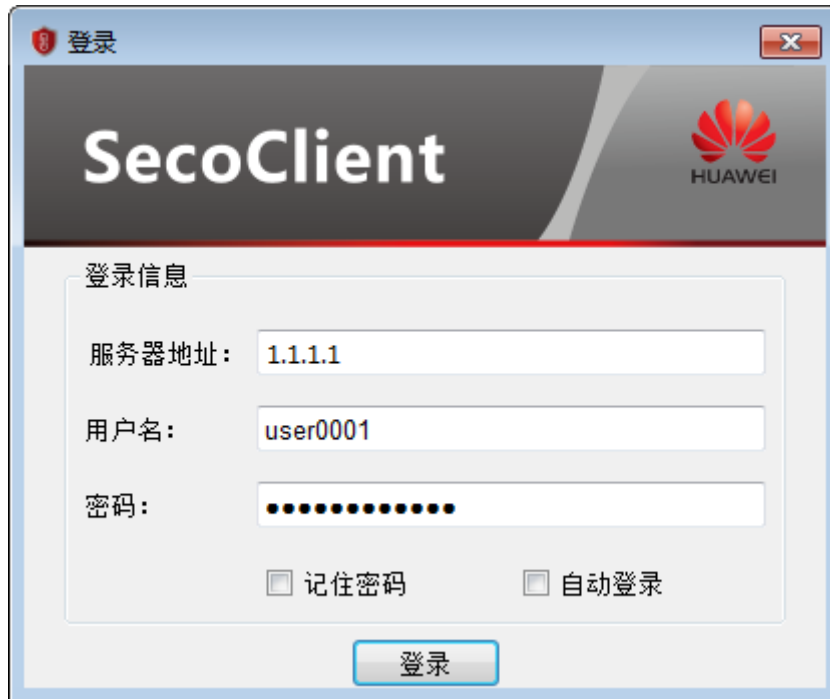 登录
SecoClient
HUAWEI
登录信息
服务器地址： 1.1.1.1
用户名： user0001
密码： ●●●●●●●●●●●●
记住密码 自动登录
登录